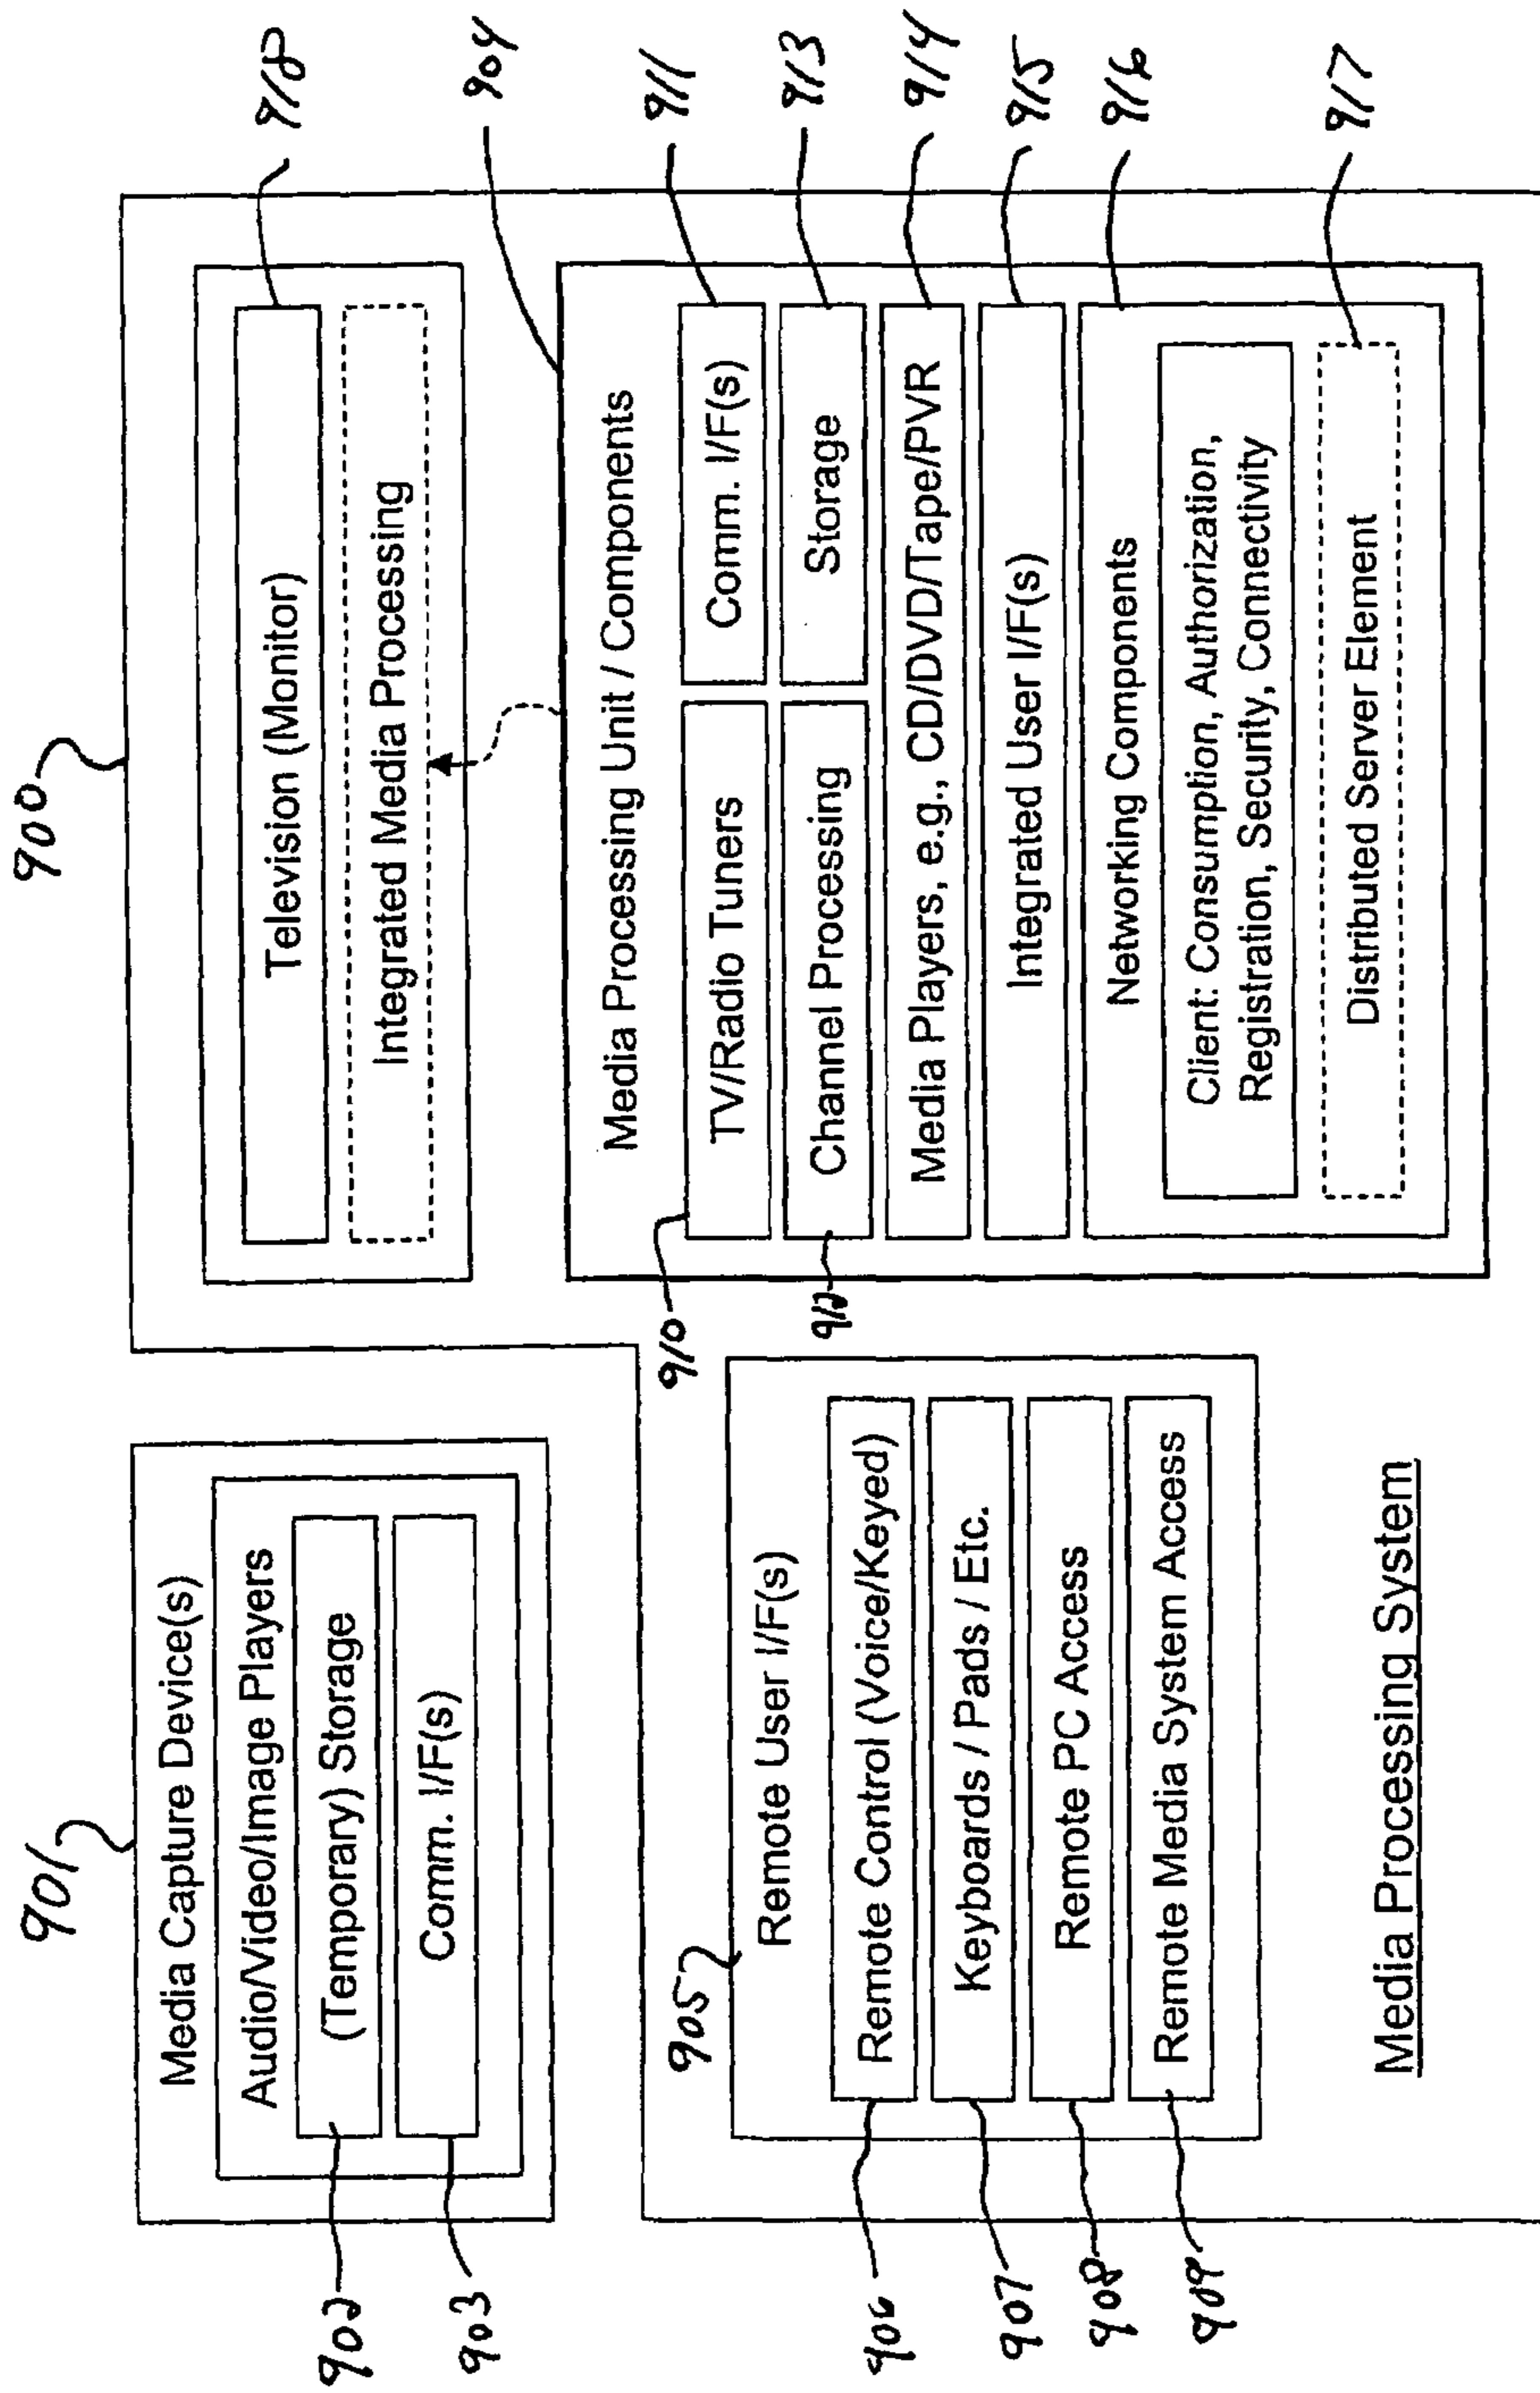 901
Media Capture Device(s)
Audio/Video/Image Players
(Temporary) Storage
Comm. I/F(s)
902
903
900
Television (Monitor)
Integrated Media Processing
918
904
Media Processing Unit / Components
910
TV/Radio Tuners
Comm. I/F(s)
911
912
Channel Processing
Storage
913
Media Players, e.g., CD/DVD/Tape/PVR
914
Integrated User I/F(s)
915
Networking Components
916
Client: Consumption, Authorization,
Registration, Security, Connectivity
Distributed Server Element
917
905
Remote User I/F(s)
906
Remote Control (Voice/Keyed)
907
Keyboards / Pads / Etc.
908
Remote PC Access
909
Remote Media System Access
Media Processing System